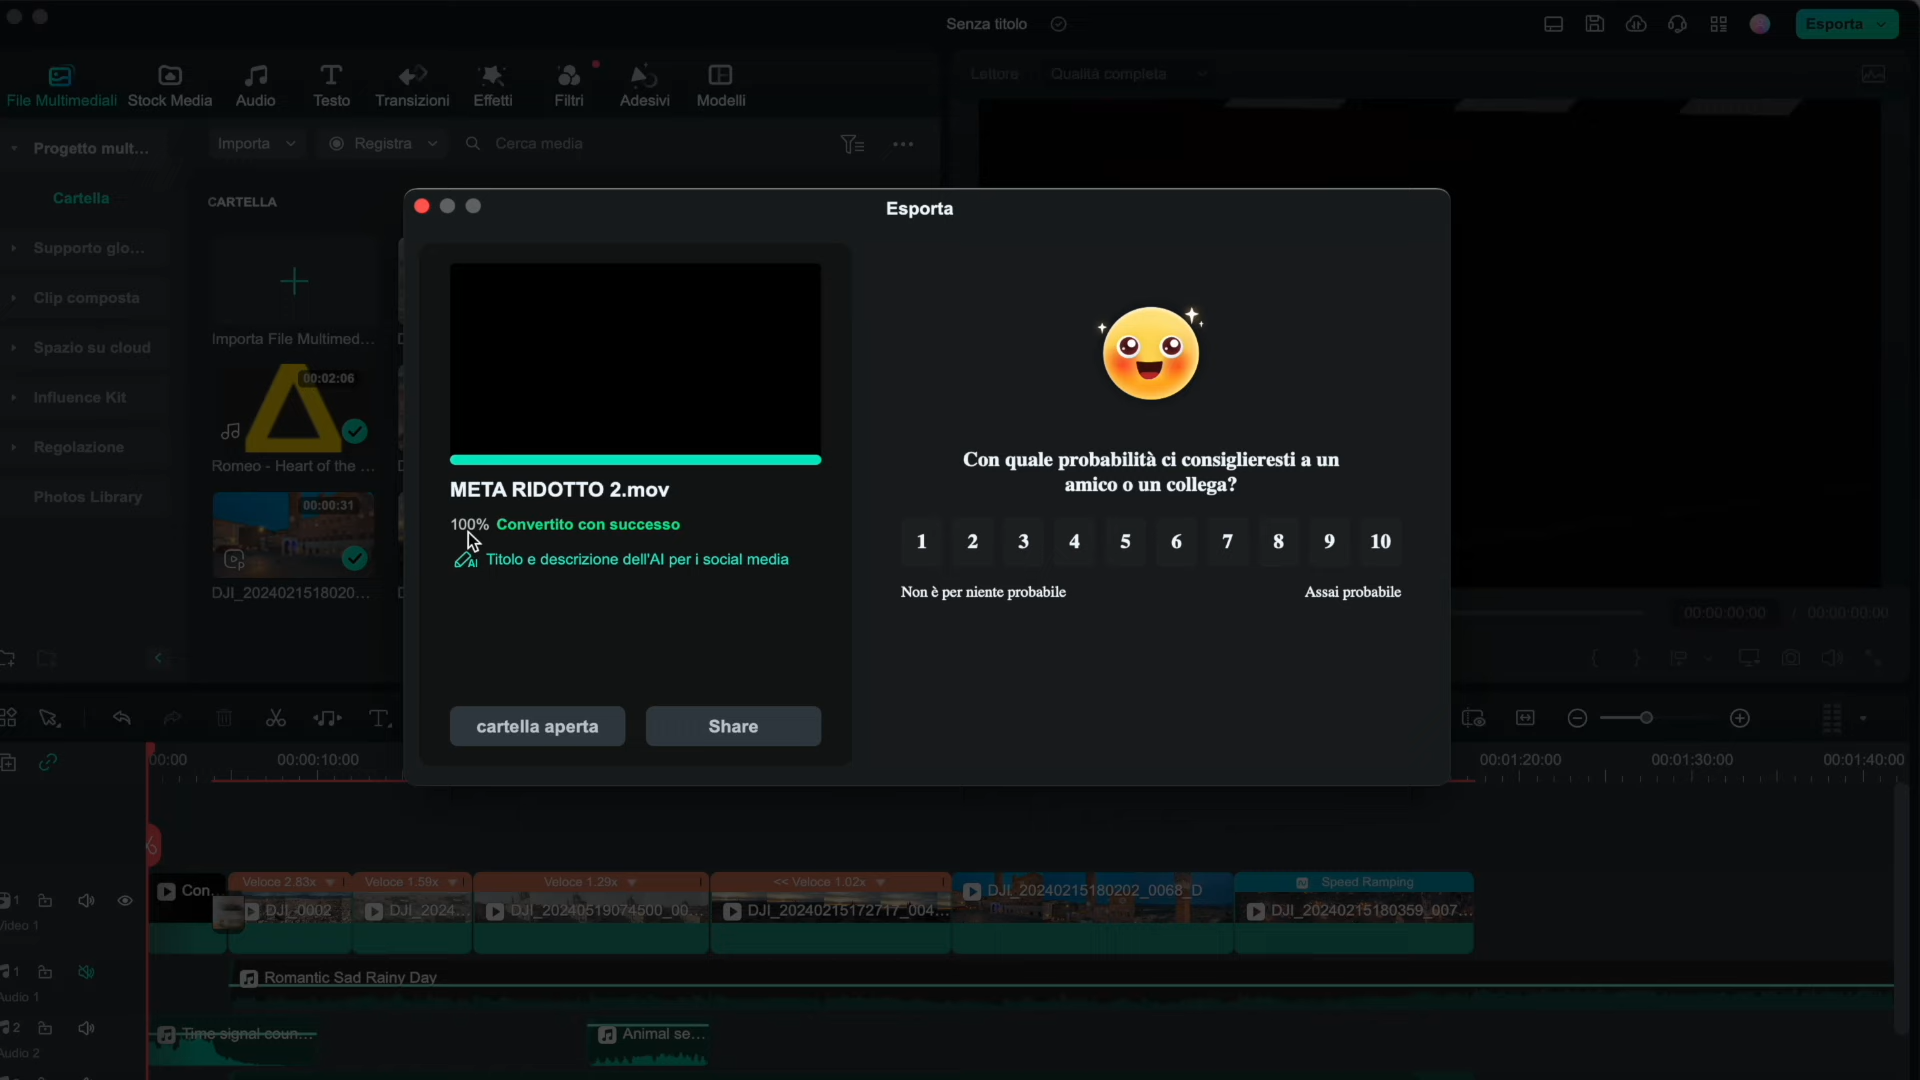 Senza titolo
Esporta
File Multimediali
Stock Media
Audio
Testo
Transizioni
Effetti
Filtri
Adesivi
Modelli
Lettore
Qualità completa
Progetto mult...
Importa
Registra
Cerca media
Cartella
CARTELLA
Supporto glo...
Clip composta
Spazio su cloud
Influence Kit
Regolazione
Photos Library
Importa File Multimed...
00:02:06
Romeo - Heart of the ...
00:00:31
DJI_2024021518020...
Esporta
META RIDOTTO 2.mov
100% Convertito con successo
AI Titolo e descrizione dell'AI per i social media
cartella aperta
Share
Con quale probabilità ci consiglieresti a un
amico o un collega?
1 2 3 4 5 6 7 8 9 10
Non è per niente probabile
Assai probabile
00:00:00:00 / 00:00:00:00
00:00
00:00:10:00
00:01:20:00
00:01:30:00
00:01:40:00
1
Video 1
Con...
Veloce 2.83x
DJI_0002
Veloce 1.59x
DJI_2024...
Veloce 1.29x
DJI_20240519074500_00...
<< Veloce 1.02x
DJI_20240215172717_004...
DJI_20240215180202_0068_D
Speed Ramping
DJI_20240215180359_007...
1
Audio 1
Romantic Sad Rainy Day
2
Audio 2
Time signal coun...
Animal se...